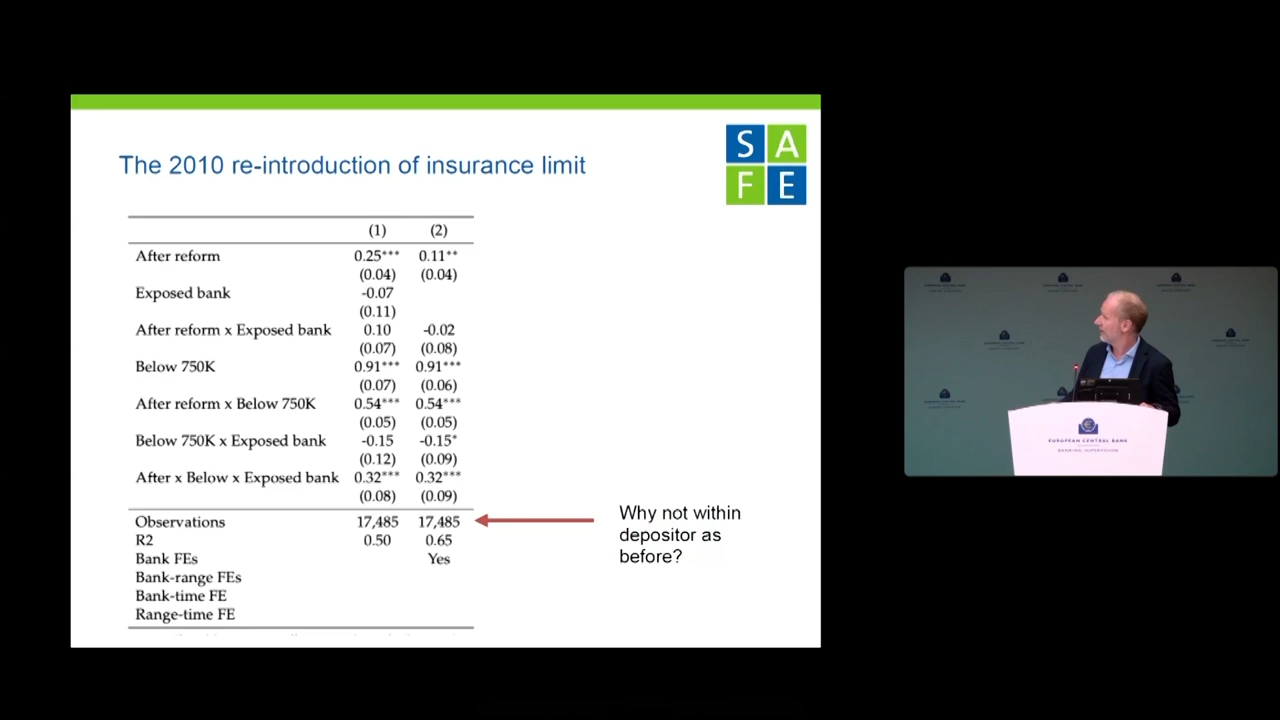 The 2010 re-introduction of insurance limit
S A
F E
(1) (2)
After reform 0.25*** 0.11**
(0.04) (0.04)
Exposed bank -0.07
(0.11)
After reform x Exposed bank 0.10 -0.02
(0.07) (0.08)
Below 750K 0.91*** 0.91***
(0.07) (0.06)
After reform x Below 750K 0.54*** 0.54***
(0.05) (0.05)
Below 750K x Exposed bank -0.15 -0.15*
(0.12) (0.09)
After x Below x Exposed bank 0.32*** 0.32***
(0.08) (0.09)
Observations 17,485 17,485
R2 0.50 0.65
Bank FEs Yes
Bank-range FEs
Bank-time FE
Range-time FE
Why not within
depositor as
before?
EUROPEAN CENTRAL BANK
BANKING SUPERVISION